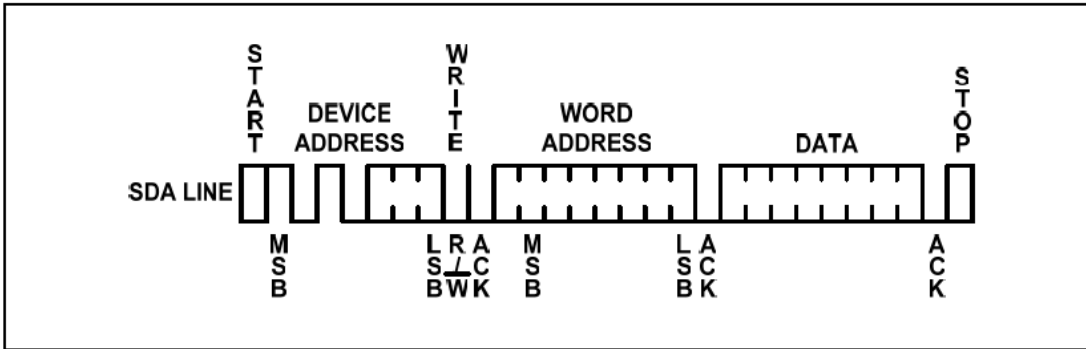 START
DEVICE
ADDRESS
WRITE
WORD
ADDRESS
DATA
STOP
SDA LINE
MSB
LSB
R/W
ACK
MSB
LSB
ACK
ACK